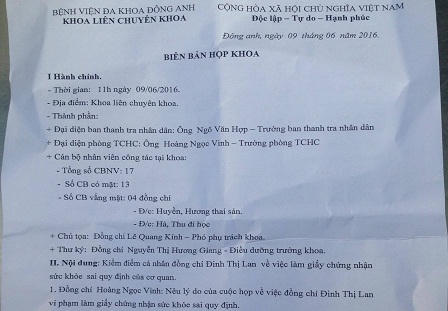 BỆNH VIỆN ĐA KHOA ĐÔNG ANH
KHOA LIÊN CHUYÊN KHOA
CỘNG HÒA XÃ HỘI CHỦ NGHĨA VIỆT NAM
Độc lập – Tự do – Hạnh phúc
Đông anh, ngày 09 tháng 06 năm 2016.
BIÊN BẢN HỌP KHOA
I Hành chính.
- Thời gian: 11h ngày 09/06/2016.
- Địa điểm: Khoa liên chuyên khoa.
- Thành phần:
+ Đại diện ban thanh tra nhân dân: Ông Ngô Văn Hợp – Trưởng ban thanh tra nhân dân
+ Đại diện phòng TCHC: Ông Hoàng Ngọc Vinh – Trưởng phòng TCHC
+ Cán bộ nhân viên công tác tại khoa:
- Tổng số CBNV: 17
- Số CB có mặt: 13
- Số CB vắng mặt: 04 đồng chí
- Đ/c: Huyền, Hương thai sản.
- Đ/c: Hà, Thu đi học
+ Chủ tọa: Đồng chí Lê Quang Kính – Phó phụ trách khoa.
+ Thư ký: Đồng chí Nguyễn Thị Hương Giang - Điều dưỡng trưởng khoa.
II. Nội dung: Kiểm điểm cá nhân đồng chí Đinh Thị Lan về việc làm giấy chứng nhận
sức khỏe sai quy định của cơ quan.
1. Đồng chí Hoàng Ngọc Vinh: Nêu lý do của cuộc họp về việc đồng chí Đinh Thị Lan
vi phạm làm giấy chứng nhận sức khỏe sai quy định.